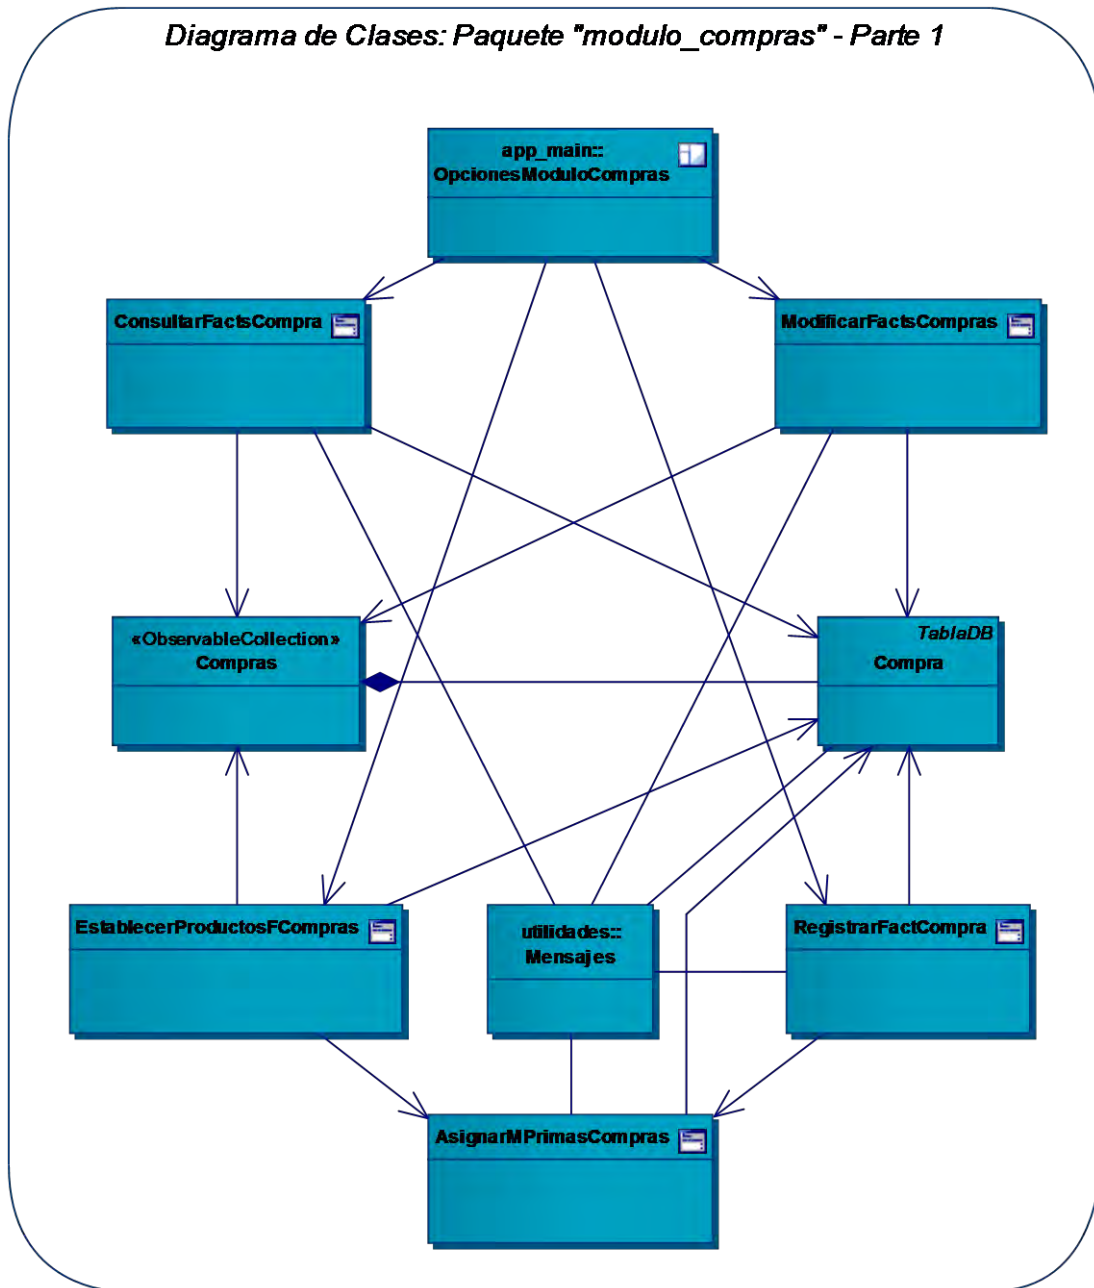 Diagrama de Clases: Paquete "modulo_compras" - Parte 1
app_main::
OpcionesModuloCompras
ConsultarFactsCompra
ModificarFactsCompras
«ObservableCollection»
Compras
TablaDB
Compra
EstablecerProductosFCompras
utilidades::
Mensajes
RegistrarFactCompra
AsignarMPrimasCompras